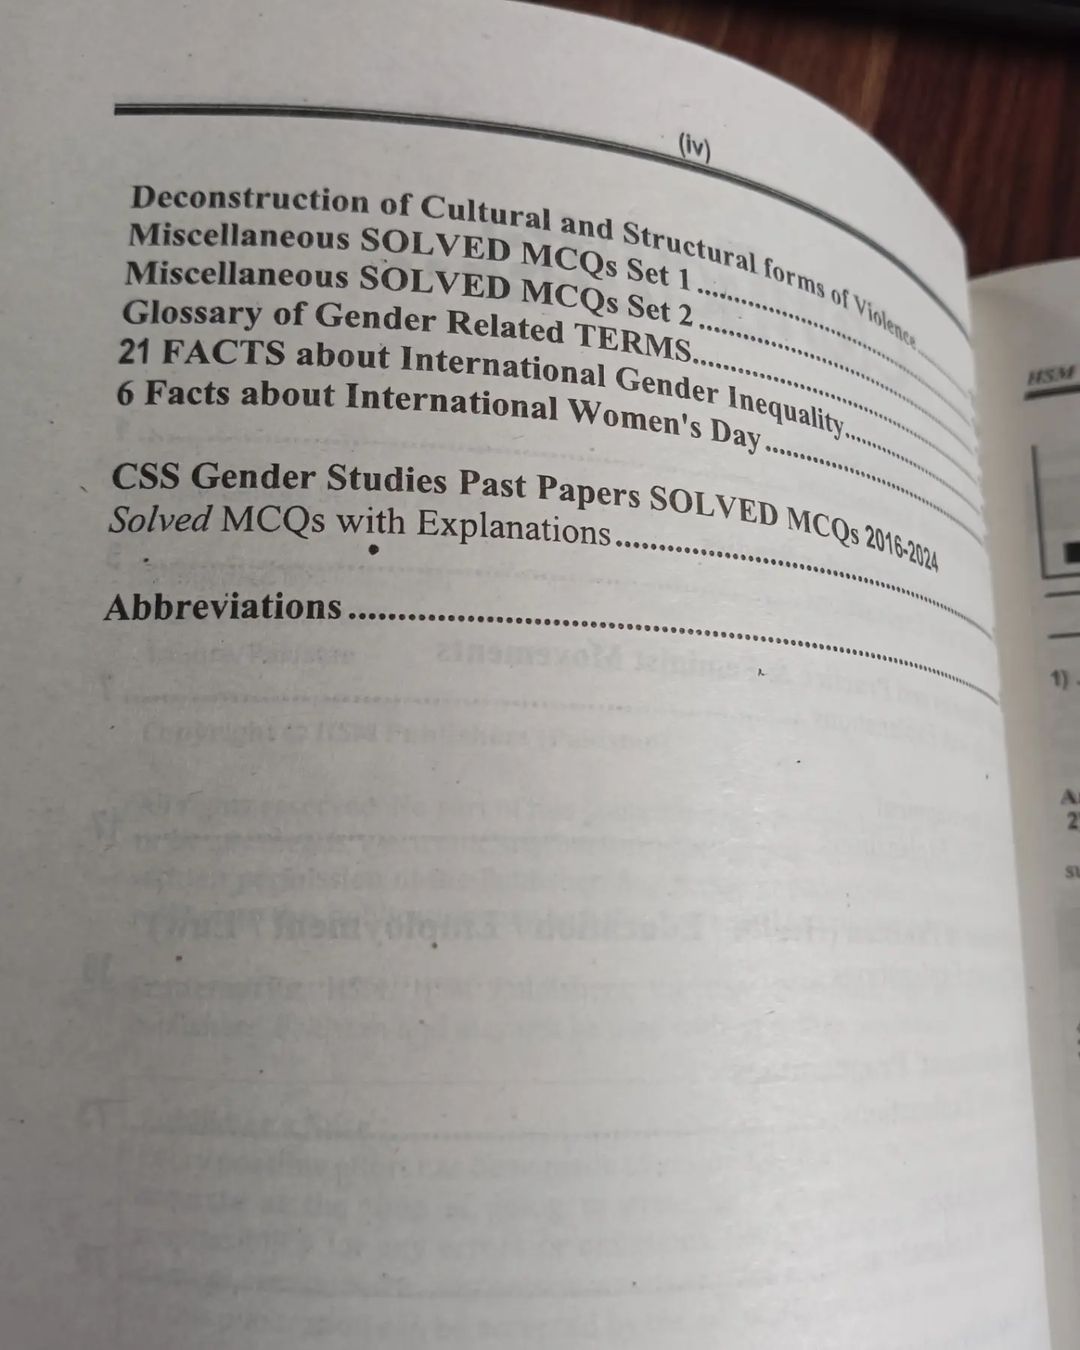 (iv)
Deconstruction of Cultural and Structural forms of Violence
Miscellaneous SOLVED MCQs Set 1
Miscellaneous SOLVED MCQs Set 2
Glossary of Gender Related TERMS
21 FACTS about International Gender Inequality
6 Facts about International Women's Day
CSS Gender Studies Past Papers SOLVED MCQs 2016-2024
Solved MCQs with Explanations
Abbreviations
HSM
1)